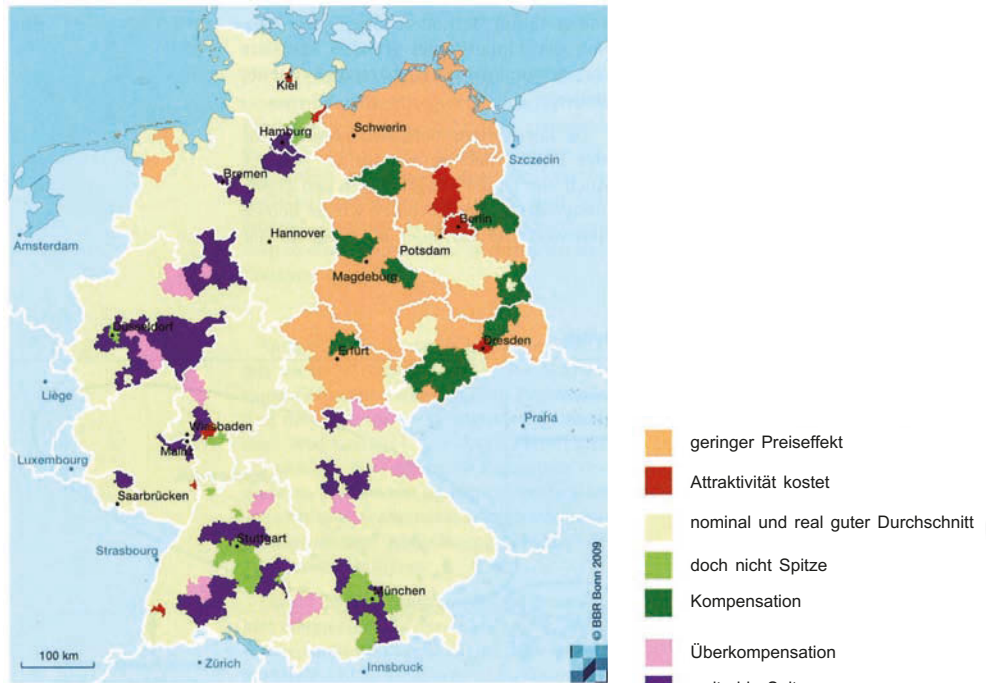 Kiel
Schwerin
Hamburg
Szczecin
Bremen
Berlin
Amsterdam
Hannover
Potsdam
Magdeburg
Düsseldorf
Dresden
Erfurt
Liège
Praha
Wiesbaden
Mainz
Luxembourg
Saarbrücken
Stuttgart
Strasbourg
München
© BBR Bonn 2009
100 km
Zürich
Innsbruck
geringer Preiseffekt
Attraktivität kostet
nominal und real guter Durchschnitt
doch nicht Spitze
Kompensation
Überkompensation
Spitze